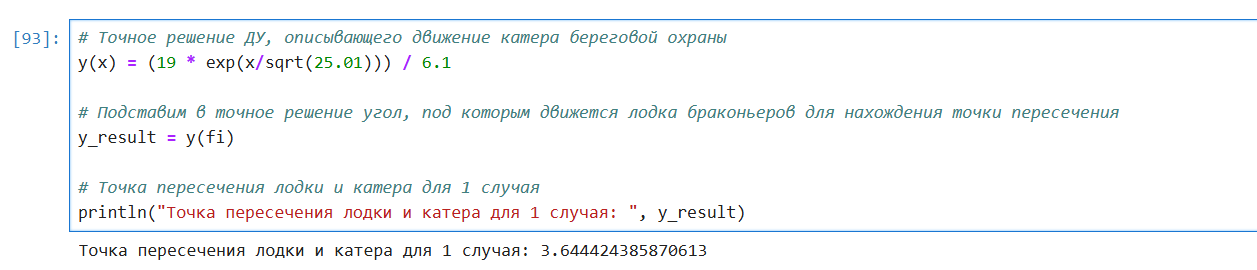 [93]: # Точное решение ДУ, описывающего движение катера береговой охраны
y(x) = (19 * exp(x/sqrt(25.01))) / 6.1
# Подставим в точное решение угол, под которым движется лодка браконьеров для нахождения точки пересечения
y_result = y(fi)
# Точка пересечения лодки и катера для 1 случая
println("Точка пересечения лодки и катера для 1 случая: ", y_result)
Точка пересечения лодки и катера для 1 случая: 3.644424385870613